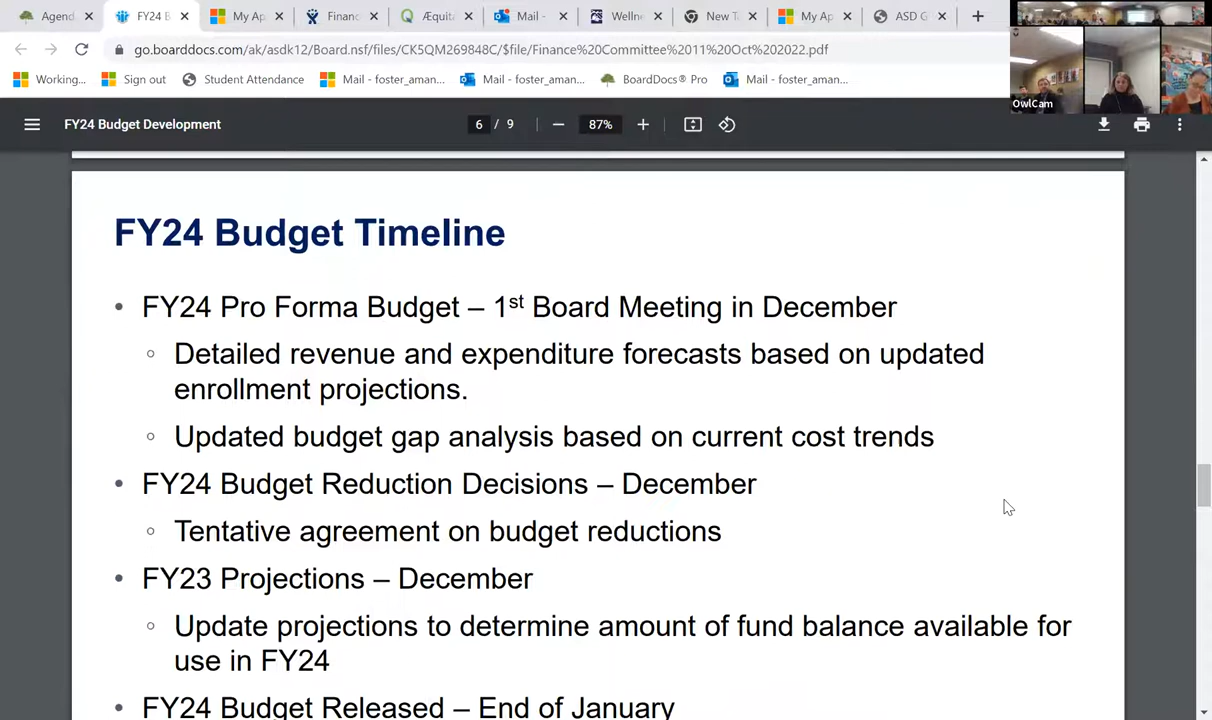 Agend
FY24 B
My Ap
Financ
Æquit
Mail -
Wellne
New T
My Ap
ASD G
go.boarddocs.com/ak/asdk12/Board.nsf/files/CK5QM269848C/$file/Finance%20Committee%2011%20Oct%202022.pdf
Working...
Sign out
Student Attendance
Mail - foster_aman...
Mail - foster_aman...
BoardDocs® Pro
Mail - foster_aman...
OwlCam
FY24 Budget Development
6 / 9
87%
FY24 Budget Timeline
• FY24 Pro Forma Budget – 1st Board Meeting in December
○ Detailed revenue and expenditure forecasts based on updated
enrollment projections.
○ Updated budget gap analysis based on current cost trends
• FY24 Budget Reduction Decisions – December
○ Tentative agreement on budget reductions
• FY23 Projections – December
○ Update projections to determine amount of fund balance available for
use in FY24
• FY24 Budget Released – End of January